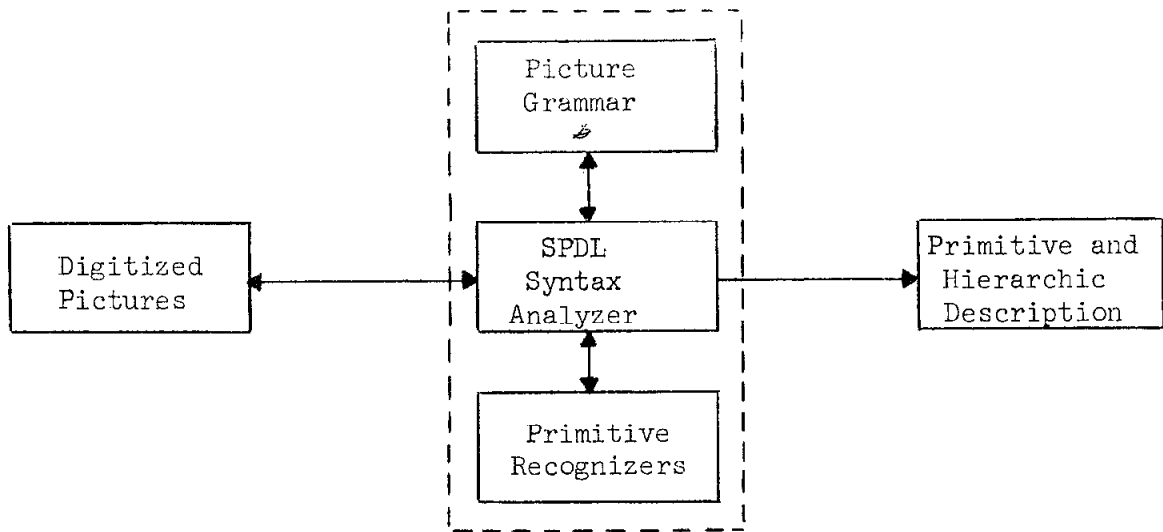 Picture
Grammar
Digitized
Pictures
SPDL
Syntax
Analyzer
Primitive and
Hierarchic
Description
Primitive
Recognizers